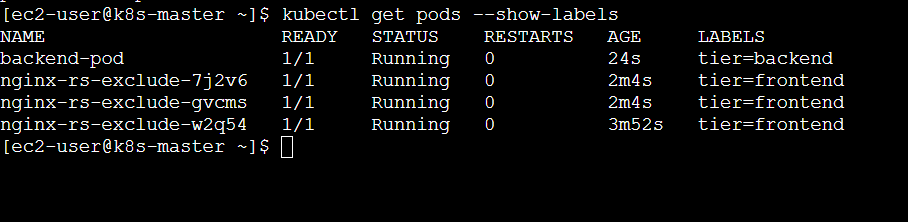 [ec2-user@k8s-master ~]$ kubectl get pods --show-labels
NAME READY STATUS RESTARTS AGE LABELS
backend-pod 1/1 Running 0 24s tier=backend
nginx-rs-exclude-7j2v6 1/1 Running 0 2m4s tier=frontend
nginx-rs-exclude-gvcms 1/1 Running 0 2m4s tier=frontend
nginx-rs-exclude-w2q54 1/1 Running 0 3m52s tier=frontend
[ec2-user@k8s-master ~]$